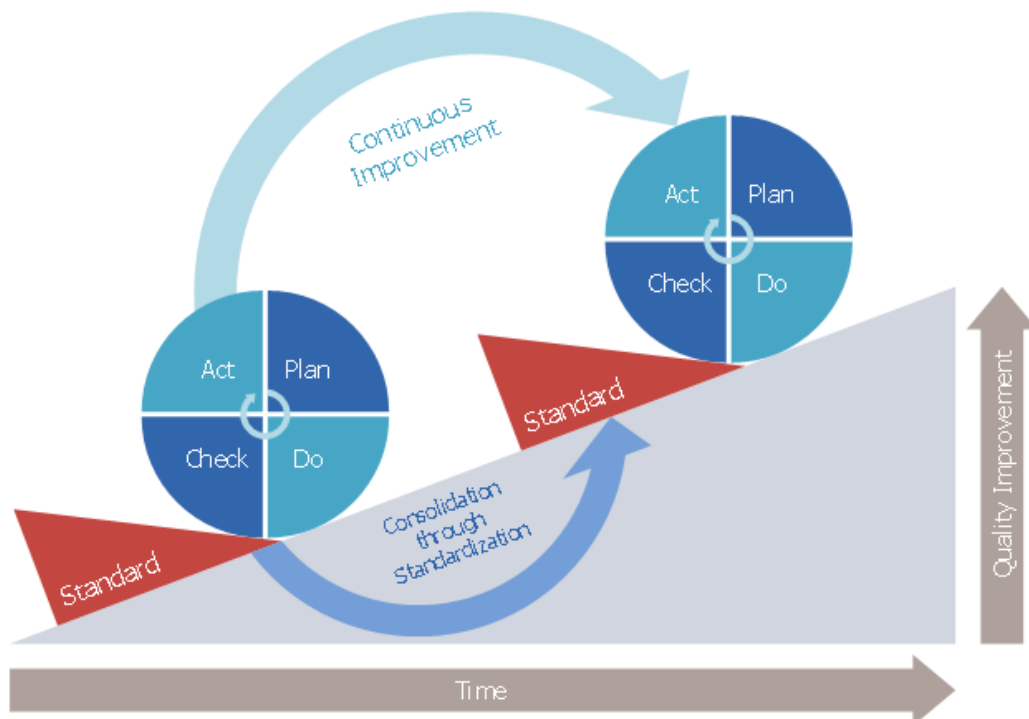 Continuous
Improvement
Act Plan
Check Do
Act Plan
Check Do
Standard
Standard
Consolidation
through
Standardization
Quality Improvement
Time